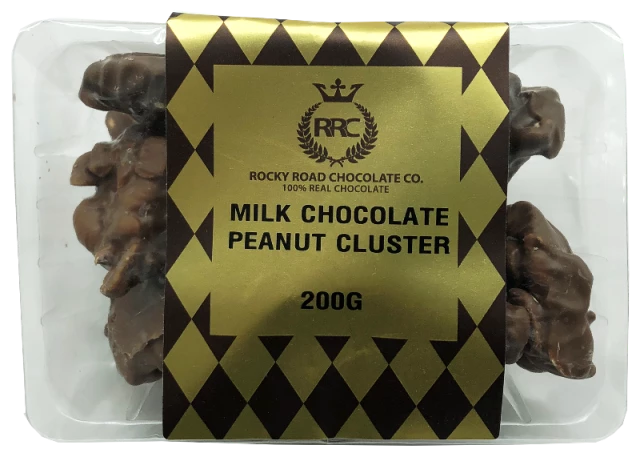 RRC
ROCKY ROAD CHOCOLATE CO.
100% REAL CHOCOLATE
MILK CHOCOLATE
PEANUT CLUSTER
200G